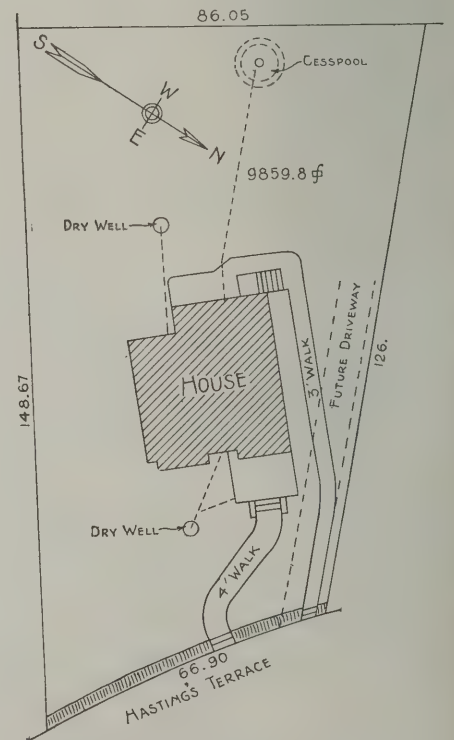 86.05
S
W
E
N
CESSPOOL
9859.8 ⨎
DRY WELL
HOUSE
3' WALK
FUTURE DRIVEWAY
126.
148.67
DRY WELL
4' WALK
66.90
HASTING'S TERRACE